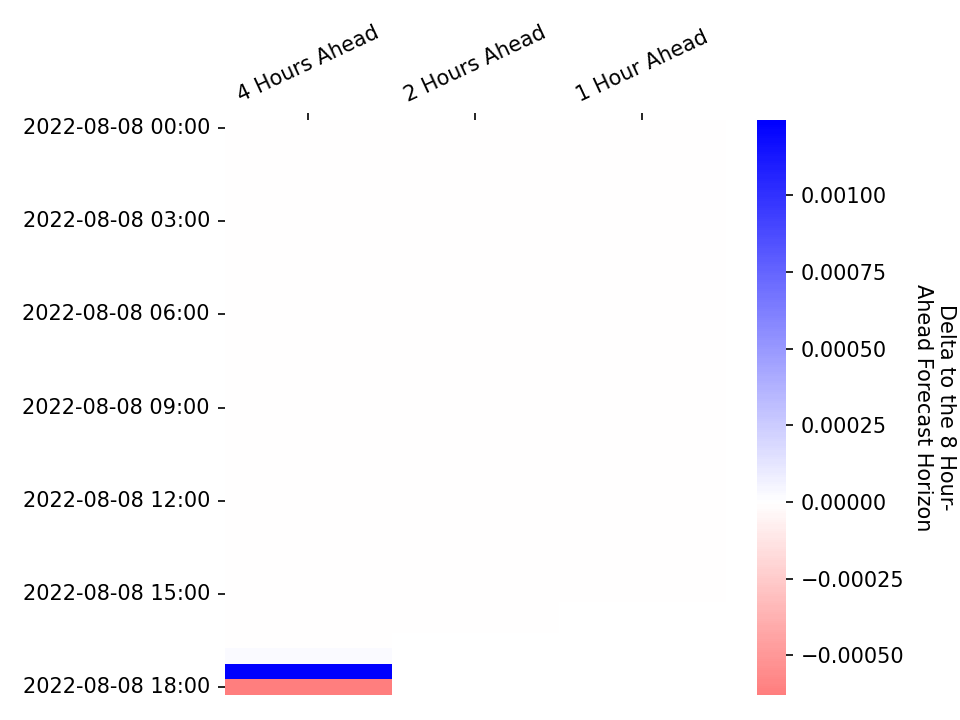 4 Hours Ahead
2 Hours Ahead
1 Hour Ahead
2022-08-08 00:00
2022-08-08 03:00
2022-08-08 06:00
2022-08-08 09:00
2022-08-08 12:00
2022-08-08 15:00
2022-08-08 18:00
0.00100
0.00075
0.00050
0.00025
0.00000
−0.00025
−0.00050
Delta to the 8 Hour-
Ahead Forecast Horizon